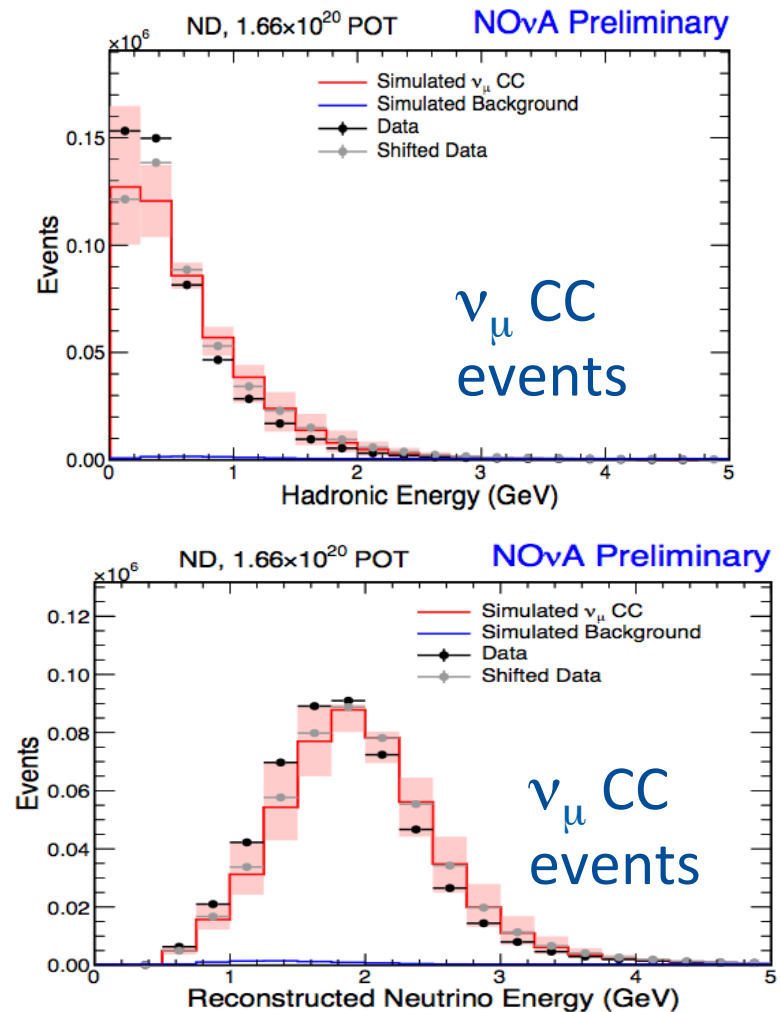 ND, 1.66×10²⁰ POT NOνA Preliminary
×10⁶
Simulated νμ CC
Simulated Background
Data
Shifted Data
0.15
0.10
0.05
0.00
Events
νμ CC
events
0 1 2 3 4 5
Hadronic Energy (GeV)
ND, 1.66×10²⁰ POT NOνA Preliminary
×10⁶
Simulated νμ CC
Simulated Background
Data
Shifted Data
0.12
0.10
0.08
0.06
0.04
0.02
0.00
Events
νμ CC
events
0 1 2 3 4 5
Reconstructed Neutrino Energy (GeV)